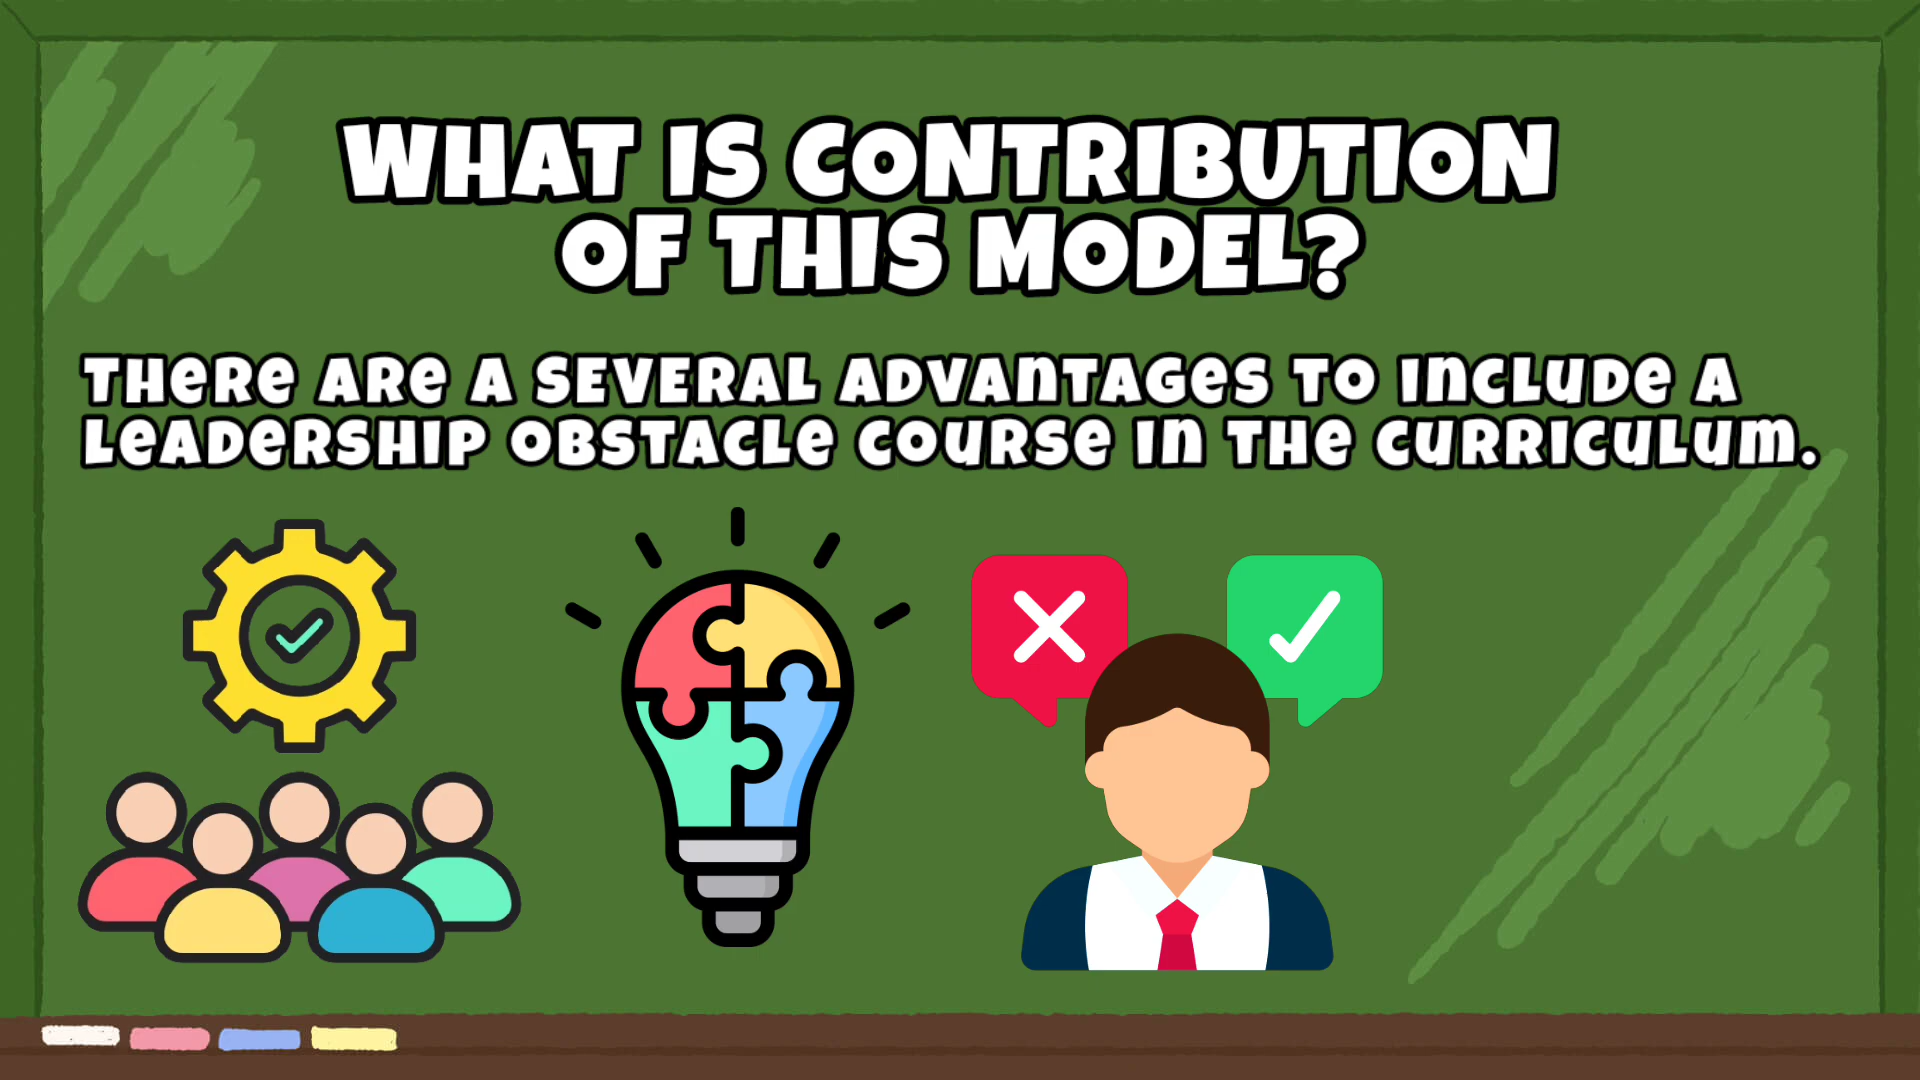 WHAT IS CONTRIBUTION
OF THIS MODEL?
THERE ARE A SEVERAL ADVANTAGES TO INCLUDE A
LEADERSHIP OBSTACLE COURSE IN THE CURRICULUM.